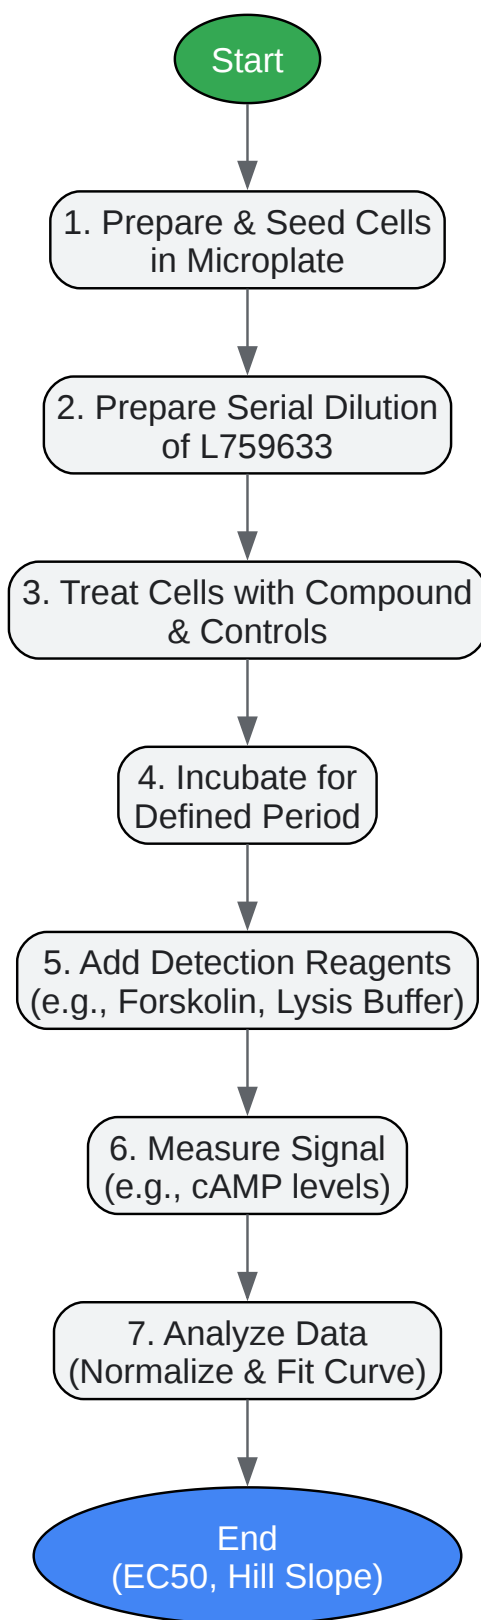 Start
1. Prepare & Seed Cells
in Microplate
2. Prepare Serial Dilution
of L759633
3. Treat Cells with Compound
& Controls
4. Incubate for
Defined Period
5. Add Detection Reagents
(e.g., Forskolin, Lysis Buffer)
6. Measure Signal
(e.g., cAMP levels)
7. Analyze Data
(Normalize & Fit Curve)
End
(EC50, Hill Slope)